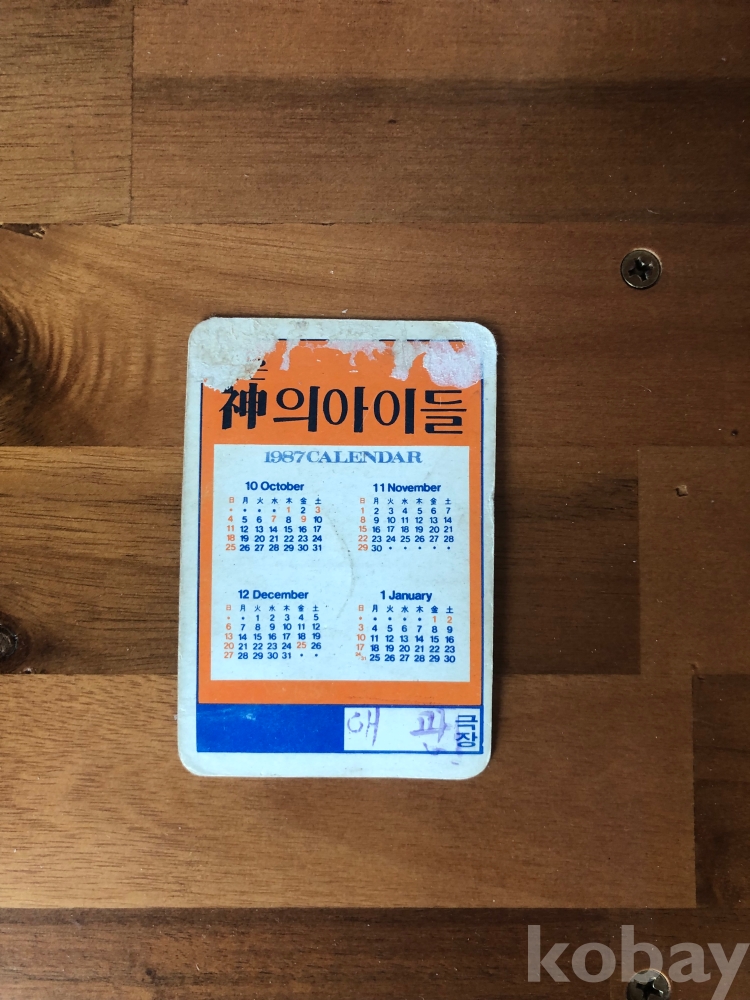 은
神의아이들
1987 CALENDAR
10 October
日 月 火 水 木 金 土
• • • • 1 2 3
4 5 6 7 8 9 10
11 12 13 14 15 16 17
18 19 20 21 22 23 24
25 26 27 28 29 30 31
11 November
日 月 火 水 木 金 土
1 2 3 4 5 6 7
8 9 10 11 12 13 14
15 16 17 18 19 20 21
22 23 24 25 26 27 28
29 30 • • • • •
12 December
日 月 火 水 木 金 土
• • 1 2 3 4 5
6 7 8 9 10 11 12
13 14 15 16 17 18 19
20 21 22 23 24 25 26
27 28 29 30 31 • •
1 January
日 月 火 水 木 金 土
• • • • • 1 2
3 4 5 6 7 8 9
10 11 12 13 14 15 16
17 18 19 20 21 22 23
24/31 25 26 27 28 29 30
애 관 극장
kobay